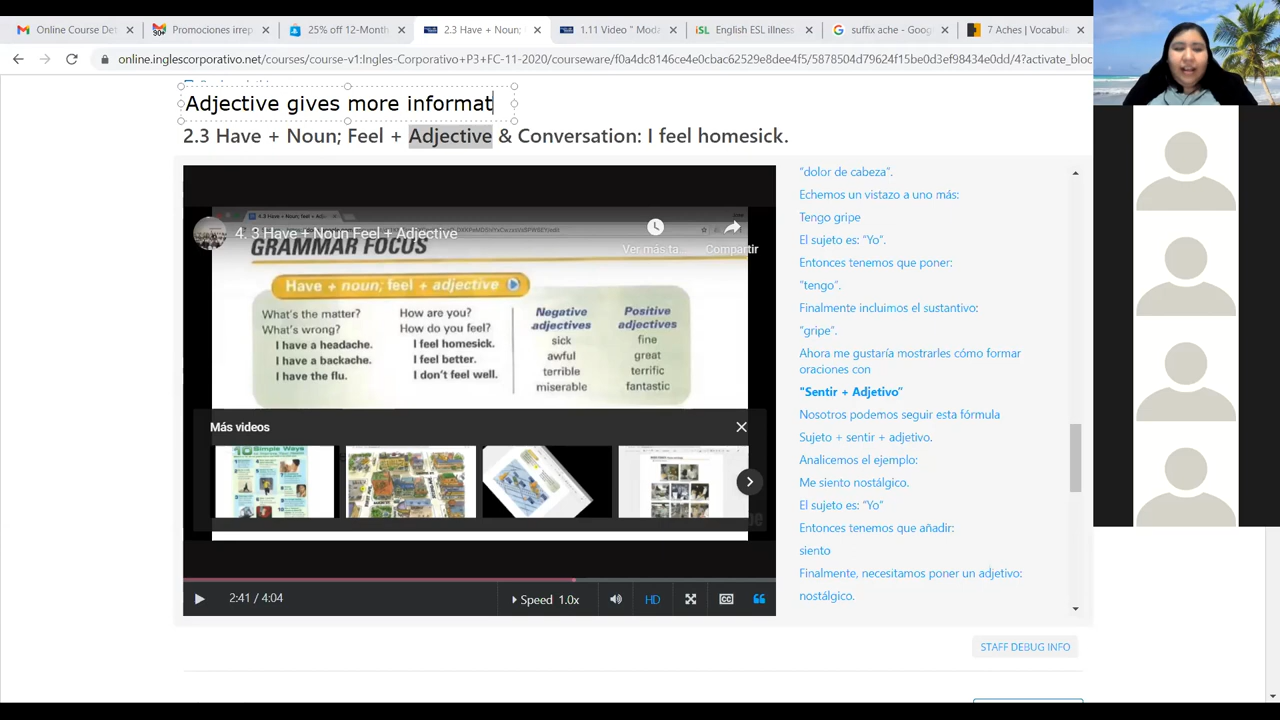 Online Course Det
Promociones irrep
25% off 12-Month
2.3 Have + Noun;
1.11 Video " Moda
English ESL illness
suffix ache - Goog
7 Aches | Vocabula
online.inglescorporativo.net/courses/course-v1:Ingles-Corporativo+P3+FC-11-2020/courseware/f0a4dc8146ce4e0cbac62529e8dee4f5/5878504d79624f15be0d3ef98434e0dd/4?activate_bloc
Adjective gives more informat
2.3 Have + Noun; Feel + Adjective & Conversation: I feel homesick.
4. 3 Have + Noun Feel + Adjective
Ver más ta
Compartir
GRAMMAR FOCUS
Have + noun; feel + adjective
What's the matter?
What's wrong?
I have a headache.
I have a backache.
I have the flu.
How are you?
How do you feel?
I feel homesick.
I feel better.
I don't feel well.
Negative
adjectives
sick
awful
terrible
miserable
Positive
adjectives
fine
great
terrific
fantastic
Más videos
2:41 / 4:04
Speed 1.0x
HD
CC
“dolor de cabeza”.
Echemos un vistazo a uno más:
Tengo gripe
El sujeto es: “Yo”.
Entonces tenemos que poner:
“tengo”.
Finalmente incluimos el sustantivo:
“gripe”.
Ahora me gustaría mostrarles cómo formar
oraciones con
"Sentir + Adjetivo”
Nosotros podemos seguir esta fórmula
Sujeto + sentir + adjetivo.
Analicemos el ejemplo:
Me siento nostálgico.
El sujeto es: “Yo”
Entonces tenemos que añadir:
siento
Finalmente, necesitamos poner un adjetivo:
nostálgico.
STAFF DEBUG INFO